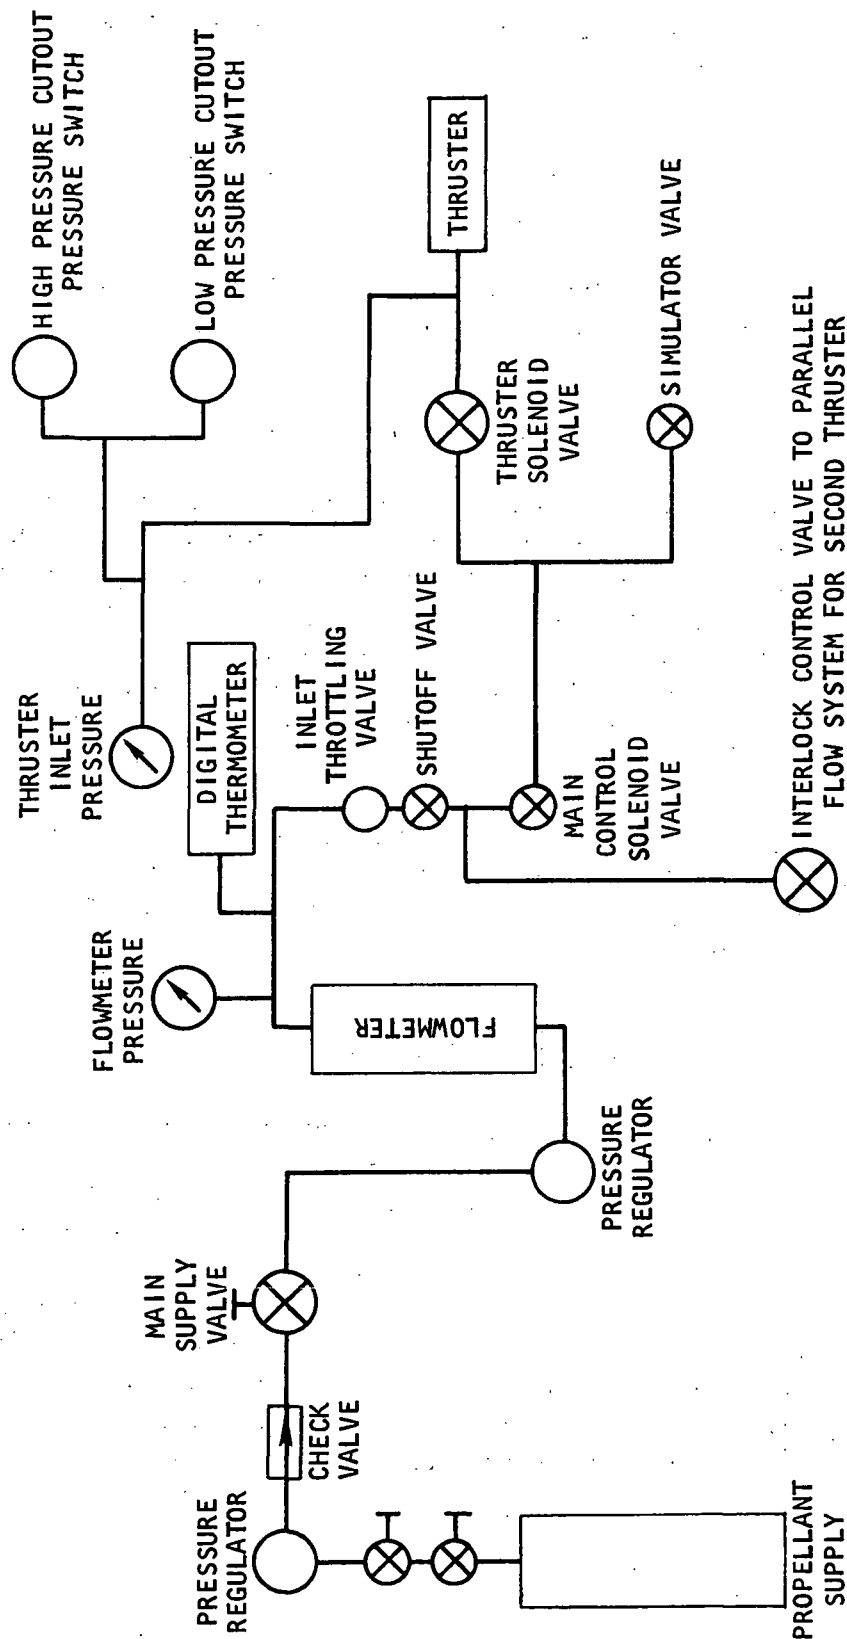 PROPELLANT
SUPPLY
PRESSURE
REGULATOR
CHECK
VALVE
MAIN
SUPPLY
VALVE
PRESSURE
REGULATOR
FLOWMETER
FLOWMETER
PRESSURE
DIGITAL
THERMOMETER
INLET
THROTTLING
VALVE
SHUTOFF VALVE
MAIN
CONTROL
SOLENOID
VALVE
INTERLOCK CONTROL VALVE TO PARALLEL
FLOW SYSTEM FOR SECOND THRUSTER
THRUSTER
INLET
PRESSURE
THRUSTER
SOLENOID
VALVE
SIMULATOR VALVE
THRUSTER
HIGH PRESSURE CUTOUT
PRESSURE SWITCH
LOW PRESSURE CUTOUT
PRESSURE SWITCH